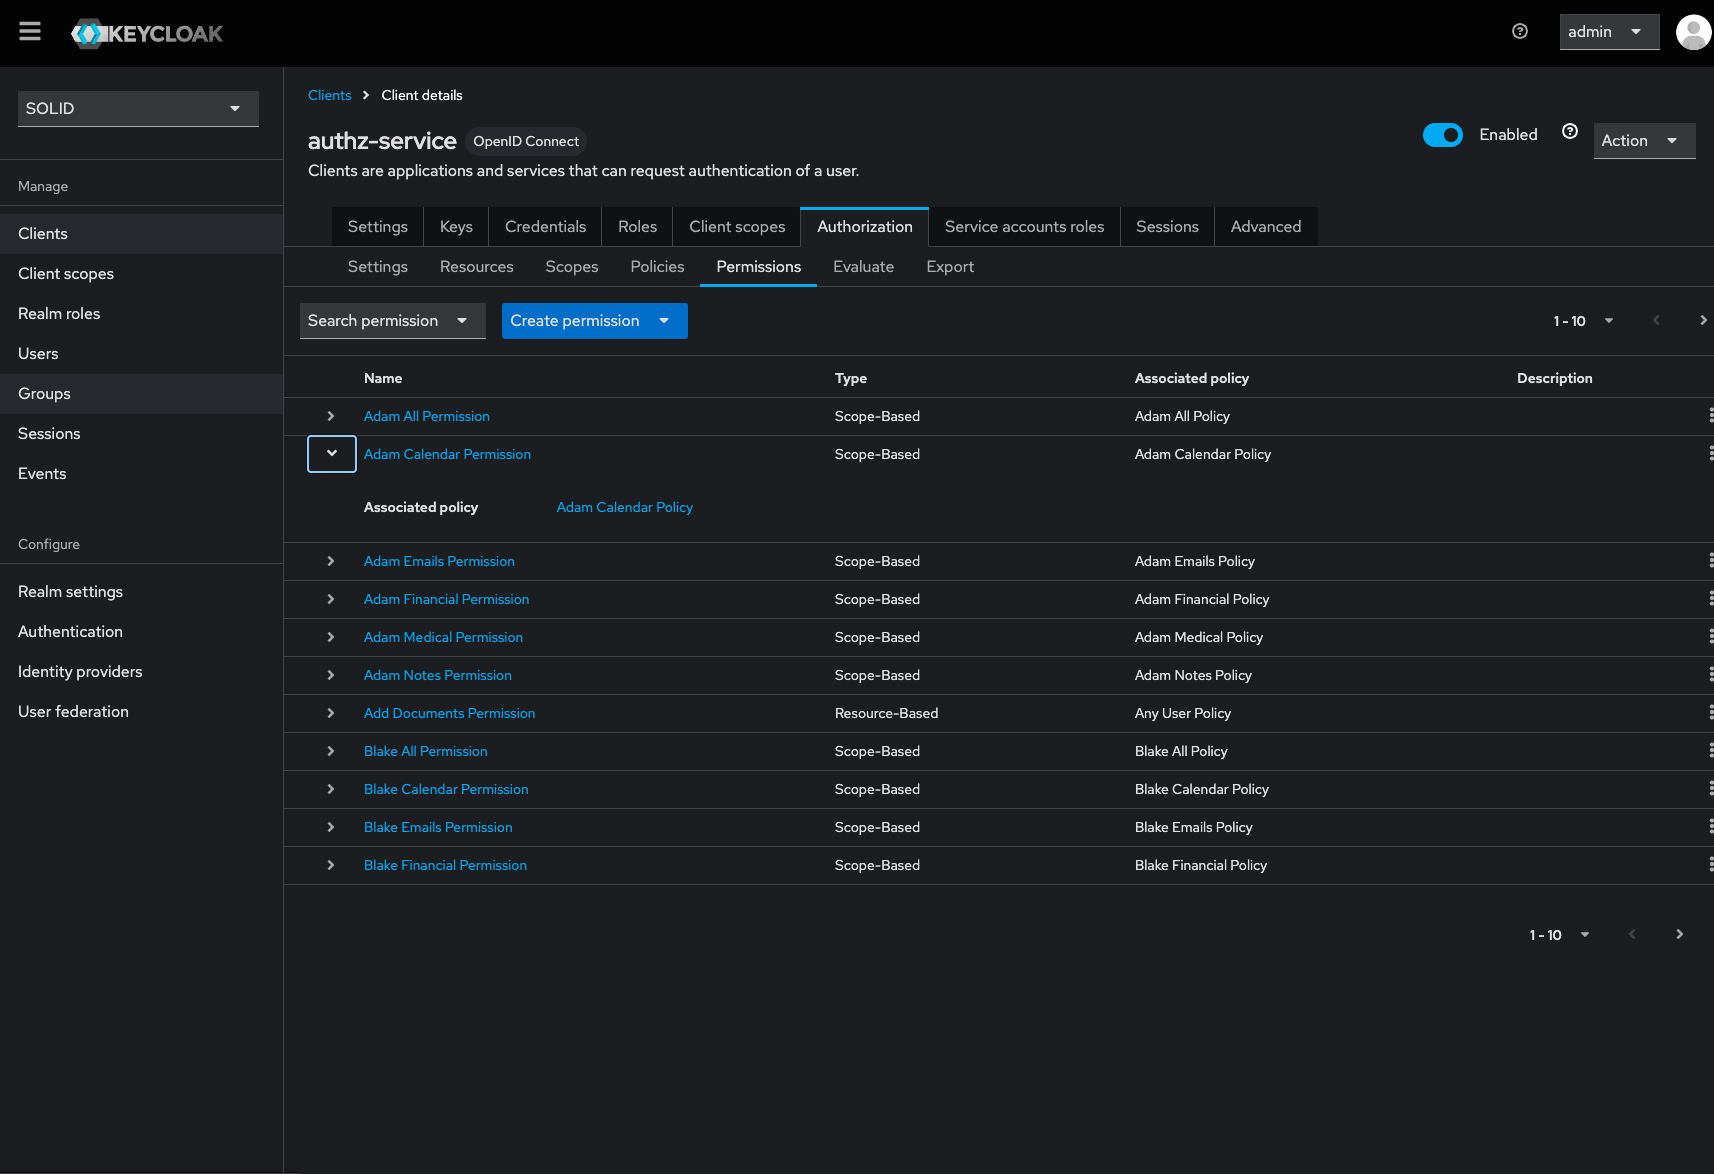 KEYCLOAK
admin
SOLID
Manage
Clients
Client scopes
Realm roles
Users
Groups
Sessions
Events
Configure
Realm settings
Authentication
Identity providers
User federation
Clients Client details
authz-service OpenID Connect
Enabled
Action
Clients are applications and services that can request authentication of a user.
Settings Keys Credentials Roles Client scopes Authorization Service accounts roles Sessions Advanced
Settings Resources Scopes Policies Permissions Evaluate Export
Search permission Create permission 1 - 10
Name Type Associated policy Description
Adam All Permission Scope-Based Adam All Policy
Adam Calendar Permission Scope-Based Adam Calendar Policy
Associated policy Adam Calendar Policy
Adam Emails Permission Scope-Based Adam Emails Policy
Adam Financial Permission Scope-Based Adam Financial Policy
Adam Medical Permission Scope-Based Adam Medical Policy
Adam Notes Permission Scope-Based Adam Notes Policy
Add Documents Permission Resource-Based Any User Policy
Blake All Permission Scope-Based Blake All Policy
Blake Calendar Permission Scope-Based Blake Calendar Policy
Blake Emails Permission Scope-Based Blake Emails Policy
Blake Financial Permission Scope-Based Blake Financial Policy
1 - 10